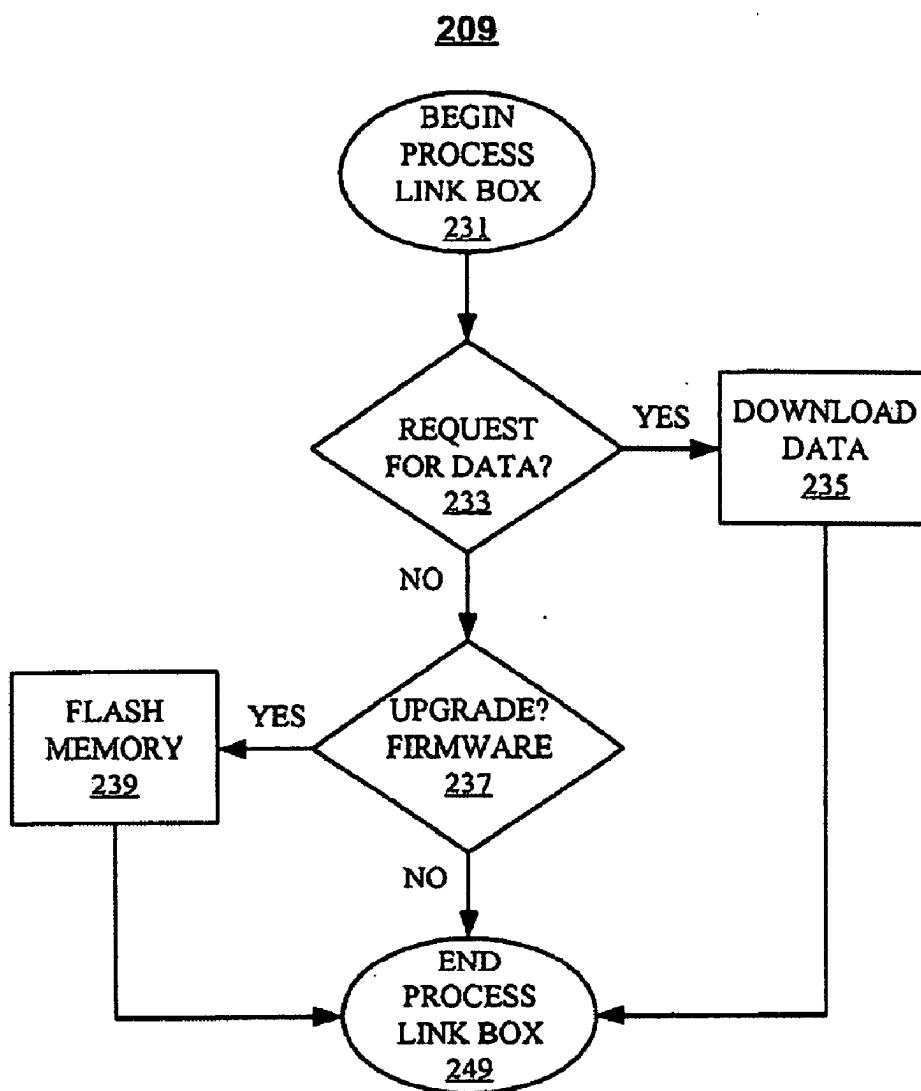 209
BEGIN
PROCESS
LINK BOX
231
REQUEST
FOR DATA?
233
YES
DOWNLOAD
DATA
235
NO
UPGRADE?
FIRMWARE
237
YES
FLASH
MEMORY
239
NO
END
PROCESS
LINK BOX
249